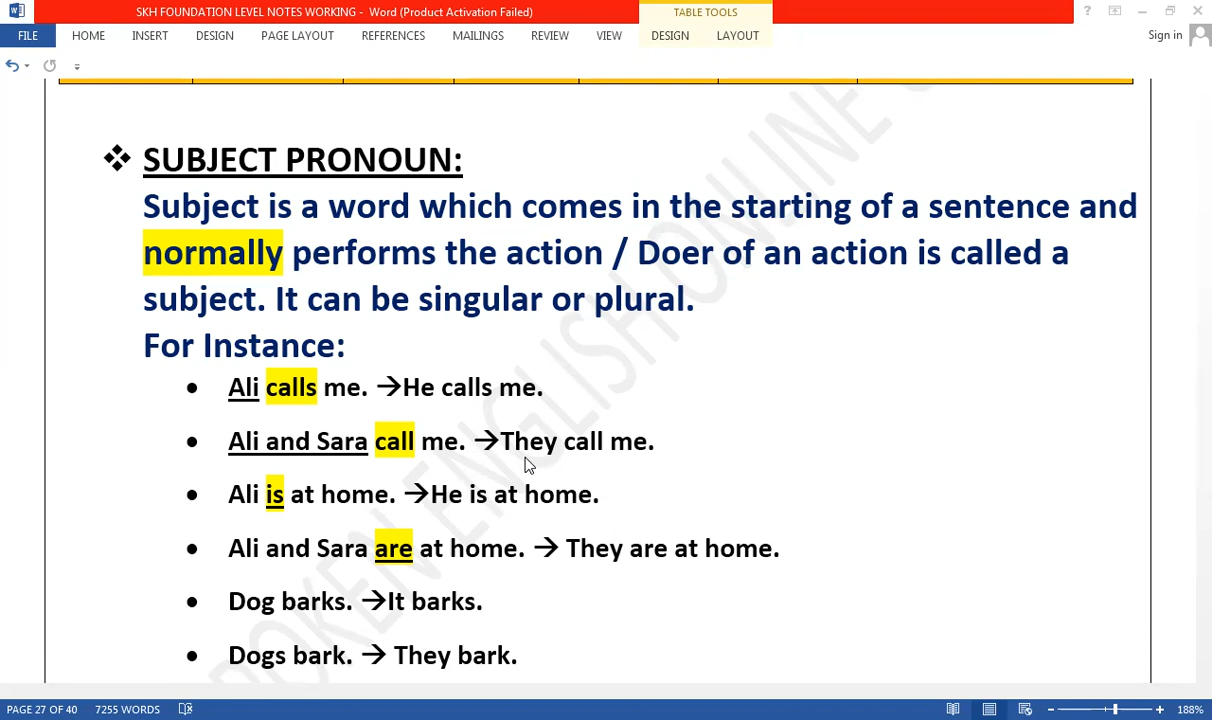 SKH FOUNDATION LEVEL NOTES WORKING - Word (Product Activation Failed)
TABLE TOOLS
FILE HOME INSERT DESIGN PAGE LAYOUT REFERENCES MAILINGS REVIEW VIEW DESIGN LAYOUT
Sign in
❖ SUBJECT PRONOUN:
Subject is a word which comes in the starting of a sentence and
normally performs the action / Doer of an action is called a
subject. It can be singular or plural.
For Instance:
• Ali calls me. →He calls me.
• Ali and Sara call me. →They call me.
• Ali is at home. →He is at home.
• Ali and Sara are at home. → They are at home.
• Dog barks. →It barks.
• Dogs bark. → They bark.
OKEN ENGLISH ONLINE
PAGE 27 OF 40 7255 WORDS 188%